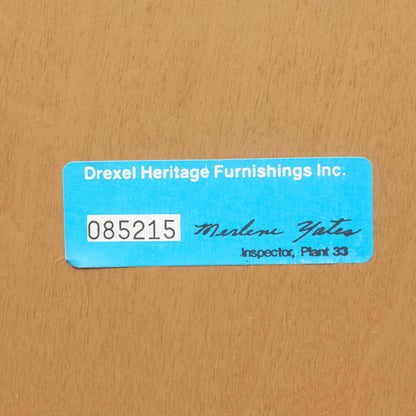 Drexel Heritage Furnishings Inc.
085215 Merlene Yates
Inspector, Plant 33